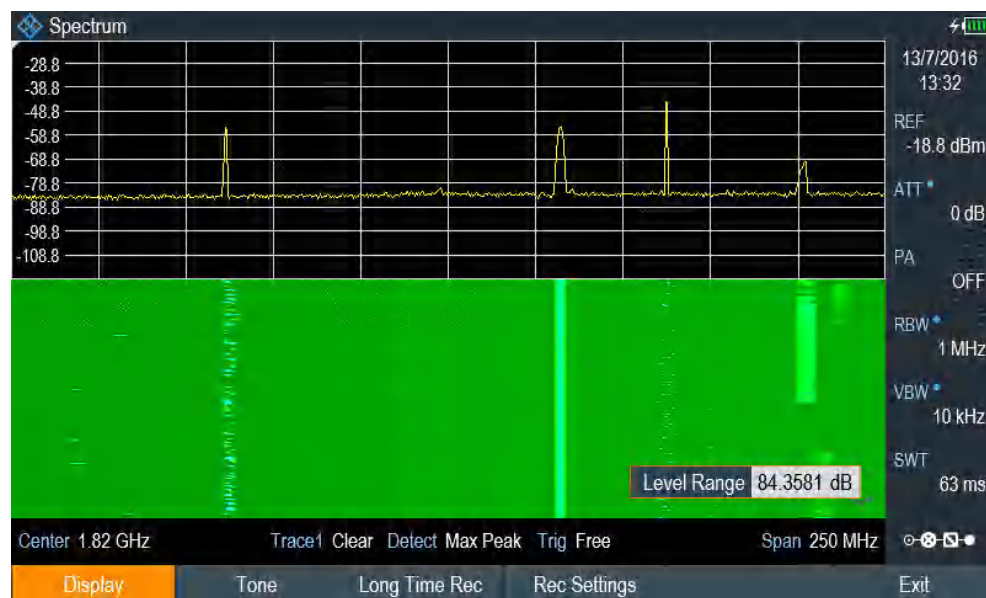 Spectrum
13/7/2016
13:32
-28.8
-38.8
-48.8
-58.8
-68.8
-78.8
-88.8
-98.8
-108.8
REF
-18.8 dBm
ATT
0 dB
PA
OFF
RBW
1 MHz
VBW
10 kHz
SWT
63 ms
Level Range 84.3581 dB
Center 1.82 GHz Trace1 Clear Detect Max Peak Trig Free Span 250 MHz
Display Tone Long Time Rec Rec Settings Exit